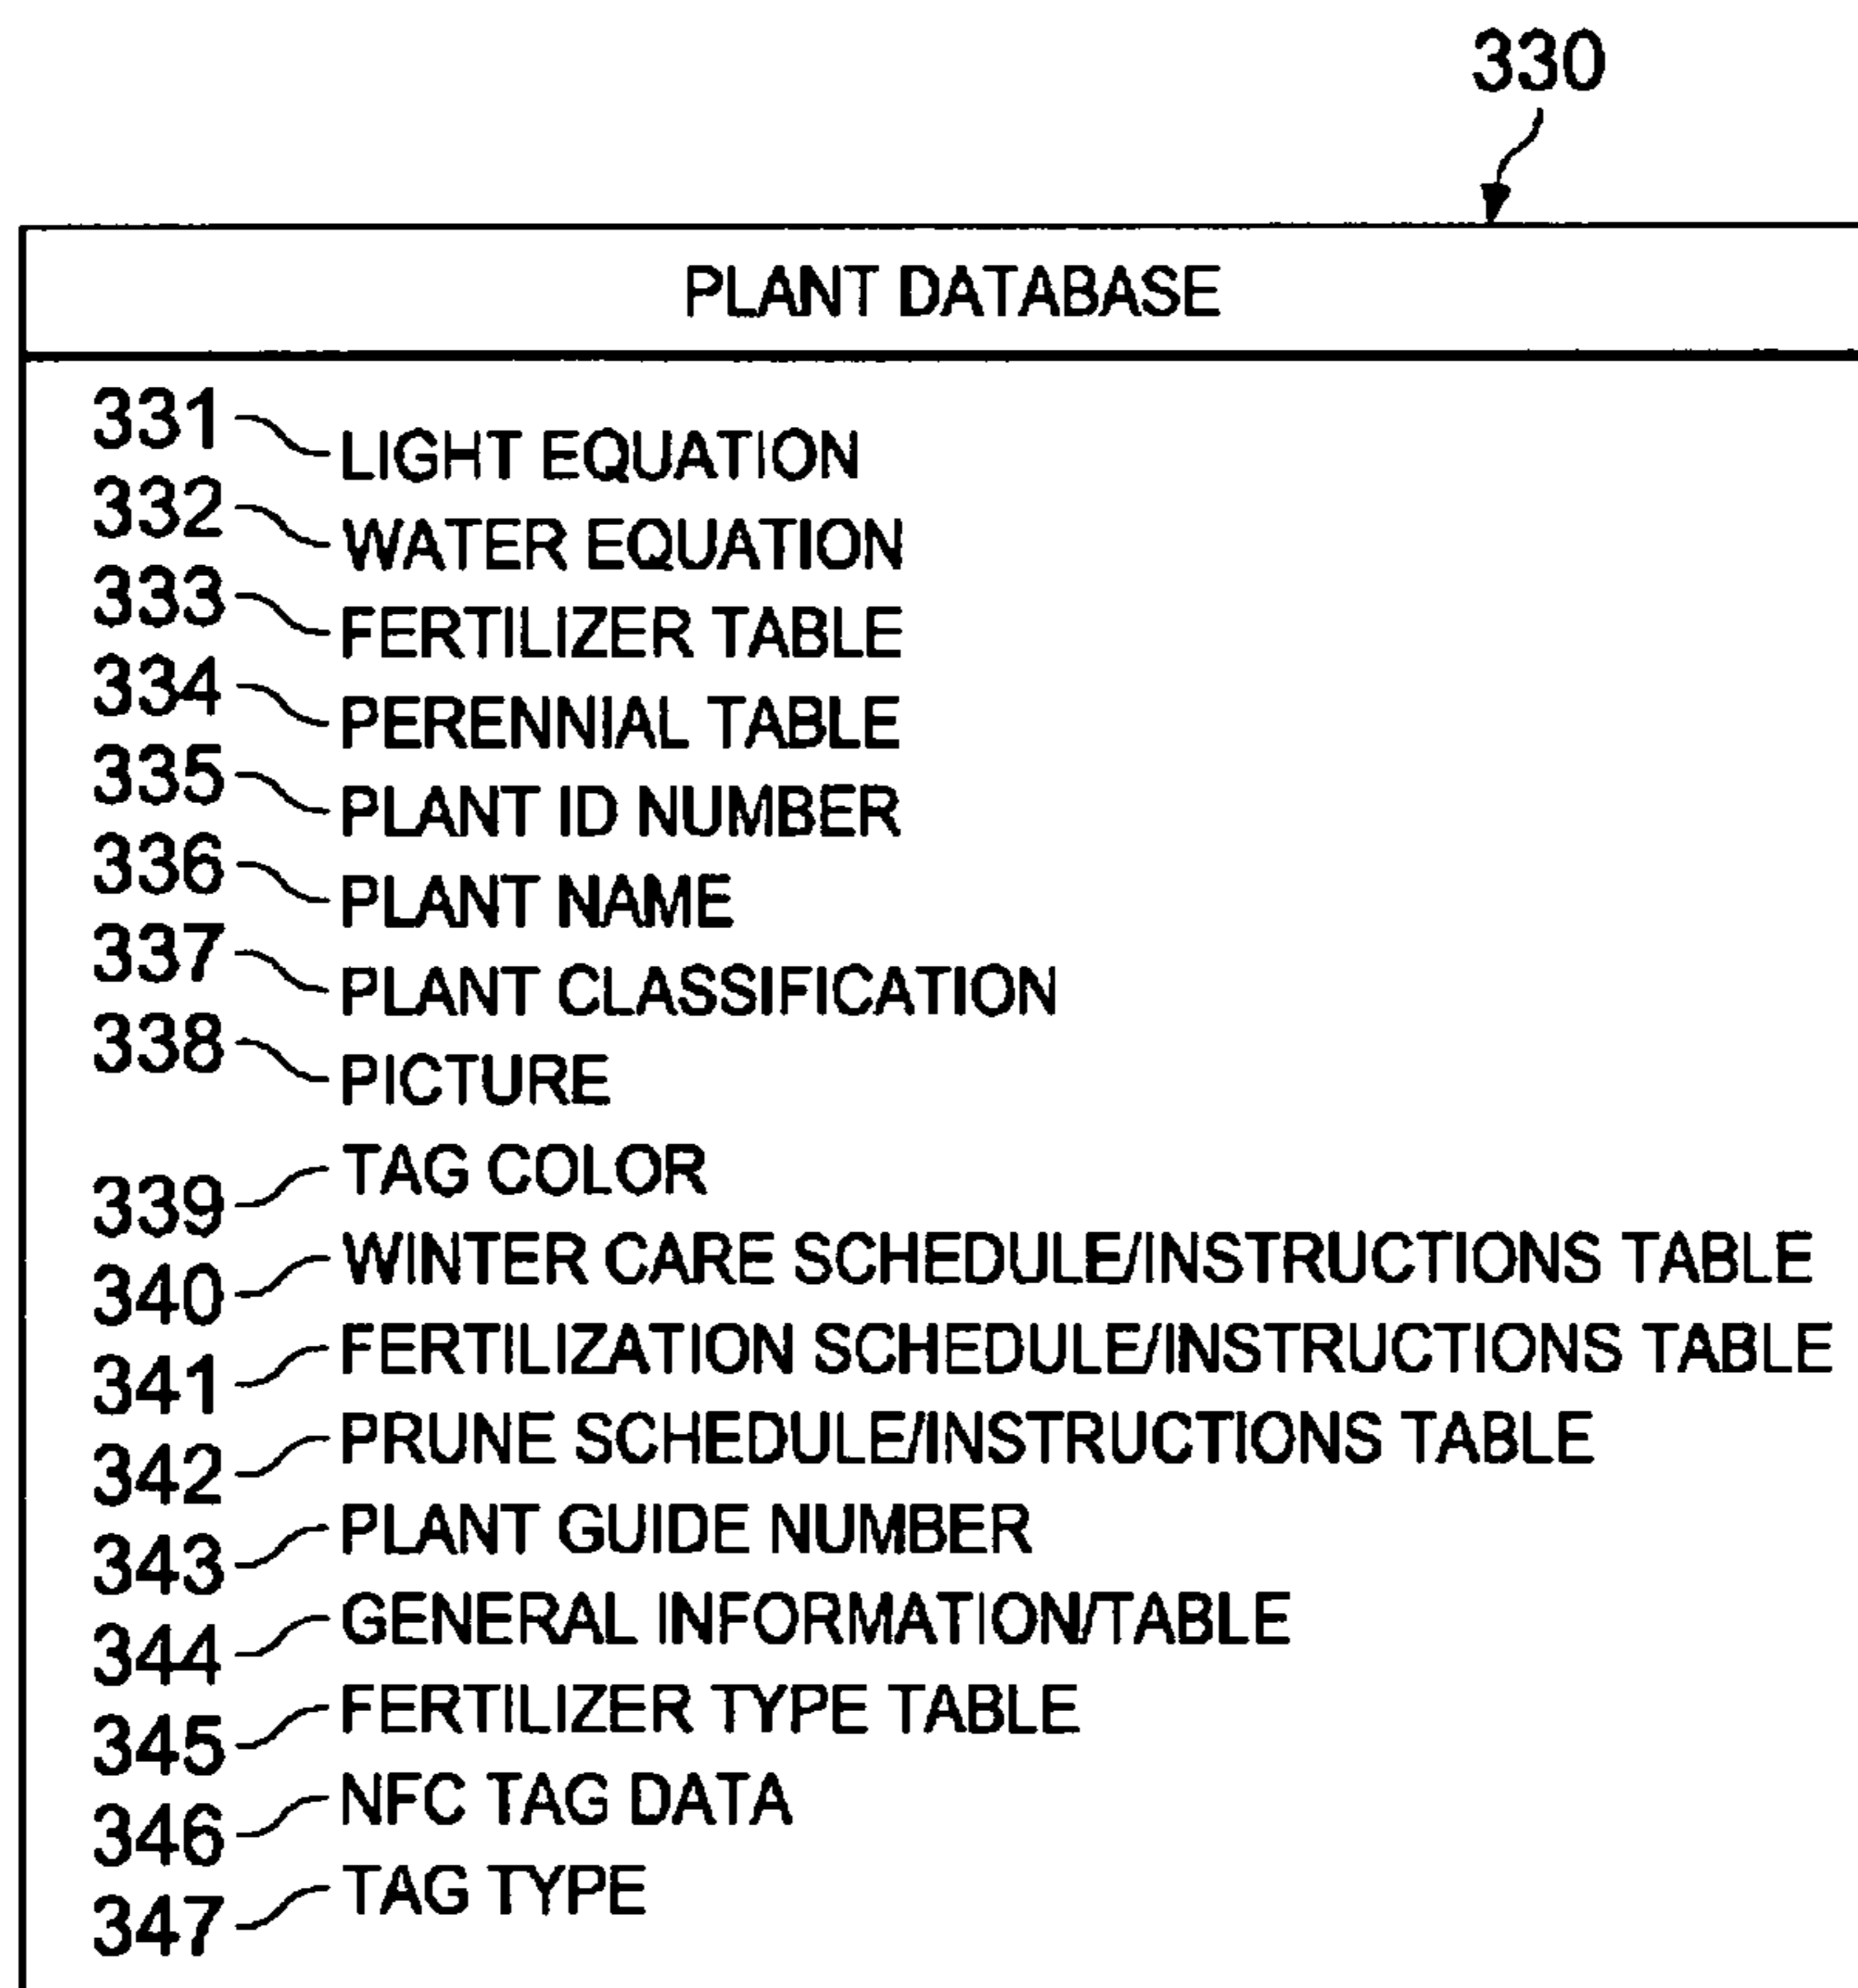 330
PLANT DATABASE
331 LIGHT EQUATION
332 WATER EQUATION
333 FERTILIZER TABLE
334 PERENNIAL TABLE
335 PLANT ID NUMBER
336 PLANT NAME
337 PLANT CLASSIFICATION
338 PICTURE
339 TAG COLOR
340 WINTER CARE SCHEDULE/INSTRUCTIONS TABLE
341 FERTILIZATION SCHEDULE/INSTRUCTIONS TABLE
342 PRUNE SCHEDULE/INSTRUCTIONS TABLE
343 PLANT GUIDE NUMBER
344 GENERAL INFORMATION/TABLE
345 FERTILIZER TYPE TABLE
346 NFC TAG DATA
347 TAG TYPE